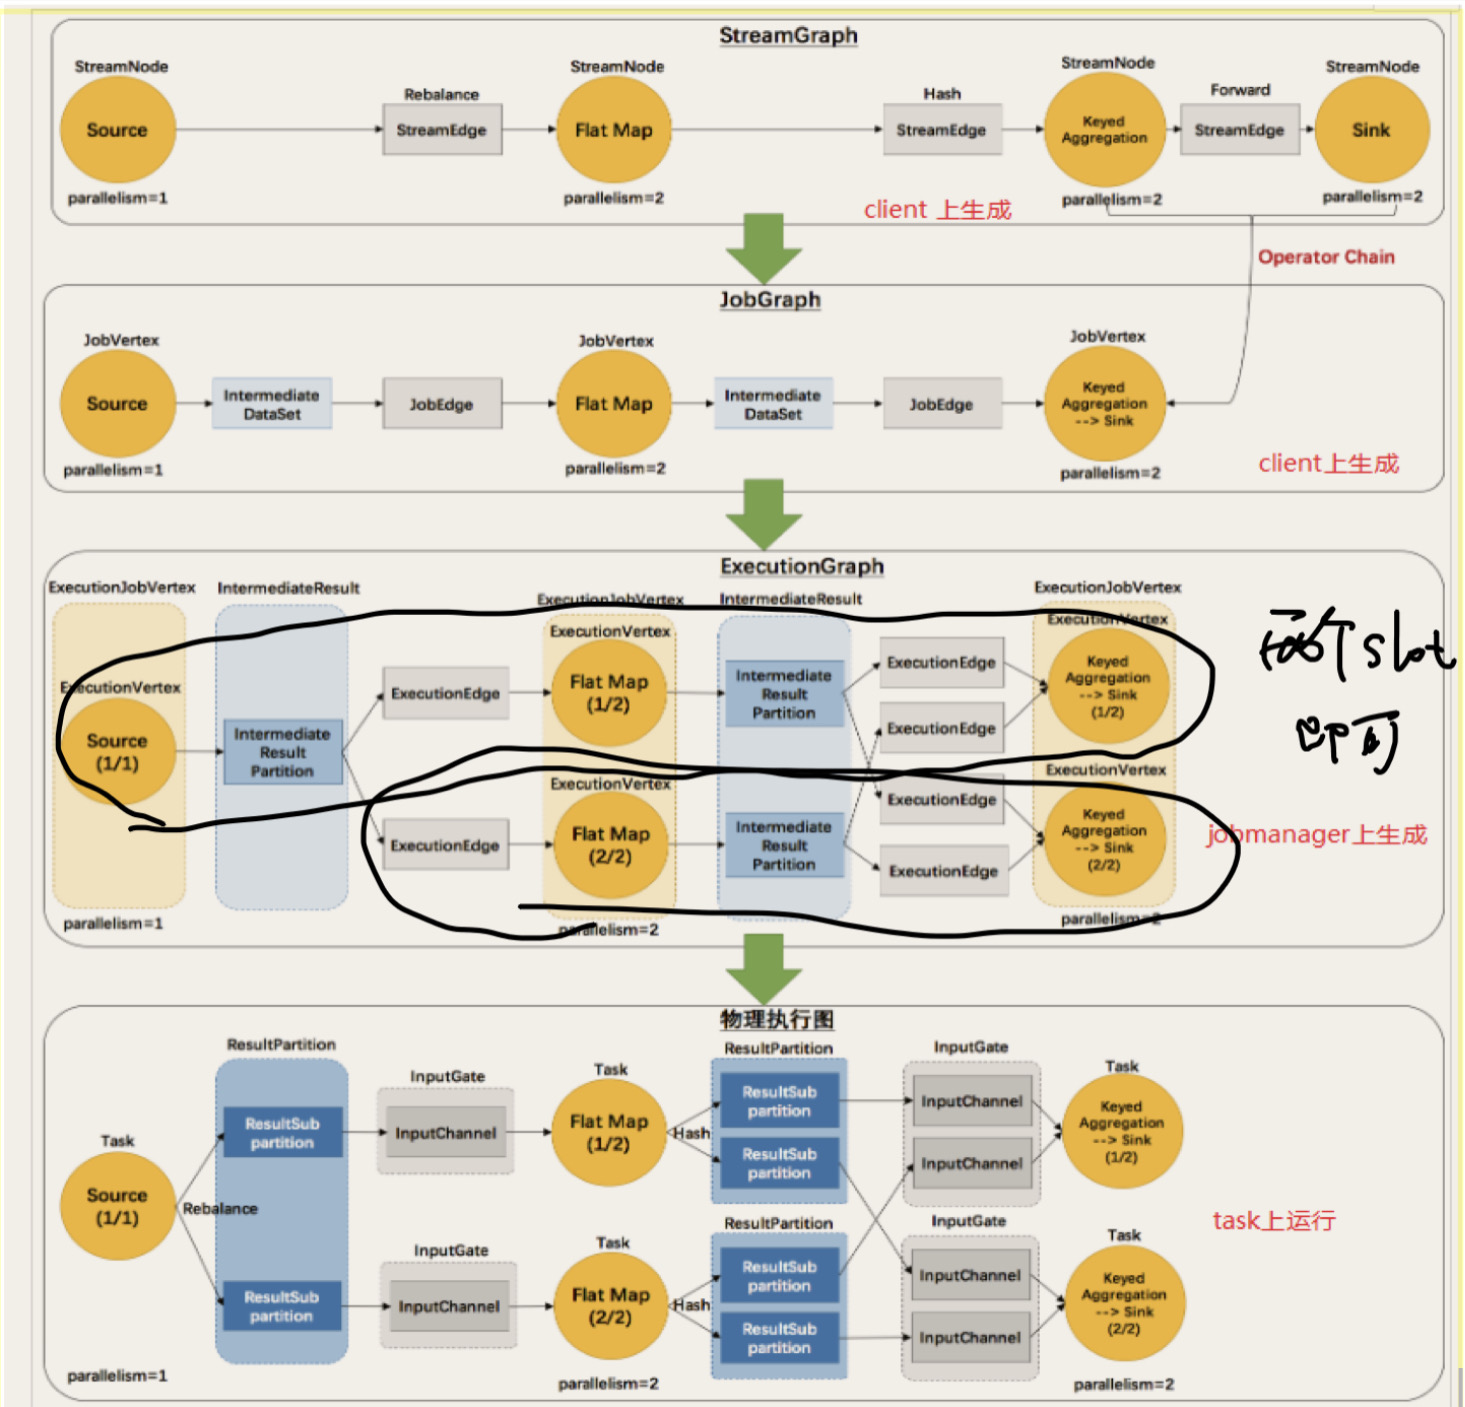 StreamGraph
StreamNode
Source
parallelism=1
Rebalance
StreamEdge
StreamNode
Flat Map
parallelism=2
Hash
StreamEdge
StreamNode
Keyed
Aggregation
parallelism=2
Forward
StreamEdge
StreamNode
Sink
parallelism=2
client 上生成
Operator Chain
JobGraph
JobVertex
Source
parallelism=1
Intermediate
DataSet
JobEdge
JobVertex
Flat Map
parallelism=2
Intermediate
DataSet
JobEdge
JobVertex
Keyed
Aggregation
--> Sink
parallelism=2
client上生成
ExecutionGraph
ExecutionJobVertex
ExecutionVertex
Source
(1/1)
parallelism=1
IntermediateResult
Intermediate
Result
Partition
ExecutionEdge
ExecutionEdge
ExecutionJobVertex
ExecutionVertex
Flat Map
(1/2)
ExecutionVertex
Flat Map
(2/2)
parallelism=2
IntermediateResult
Intermediate
Result
Partition
Intermediate
Result
Partition
ExecutionEdge
ExecutionEdge
ExecutionEdge
ExecutionEdge
ExecutionJobVertex
ExecutionVertex
Keyed
Aggregation
--> Sink
(1/2)
ExecutionVertex
Keyed
Aggregation
--> Sink
(2/2)
parallelism=2
两个slot
即可
jobmanager上生成
物理执行图
Task
Source
(1/1)
parallelism=1
Rebalance
ResultPartition
ResultSub
partition
ResultSub
partition
InputGate
InputChannel
InputGate
InputChannel
Task
Flat Map
(1/2)
Hash
Task
Flat Map
(2/2)
Hash
parallelism=2
ResultPartition
ResultSub
partition
ResultSub
partition
ResultPartition
ResultSub
partition
ResultSub
partition
InputGate
InputChannel
InputChannel
InputGate
InputChannel
InputChannel
Task
Keyed
Aggregation
--> Sink
(1/2)
Task
Keyed
Aggregation
--> Sink
(2/2)
parallelism=2
task上运行